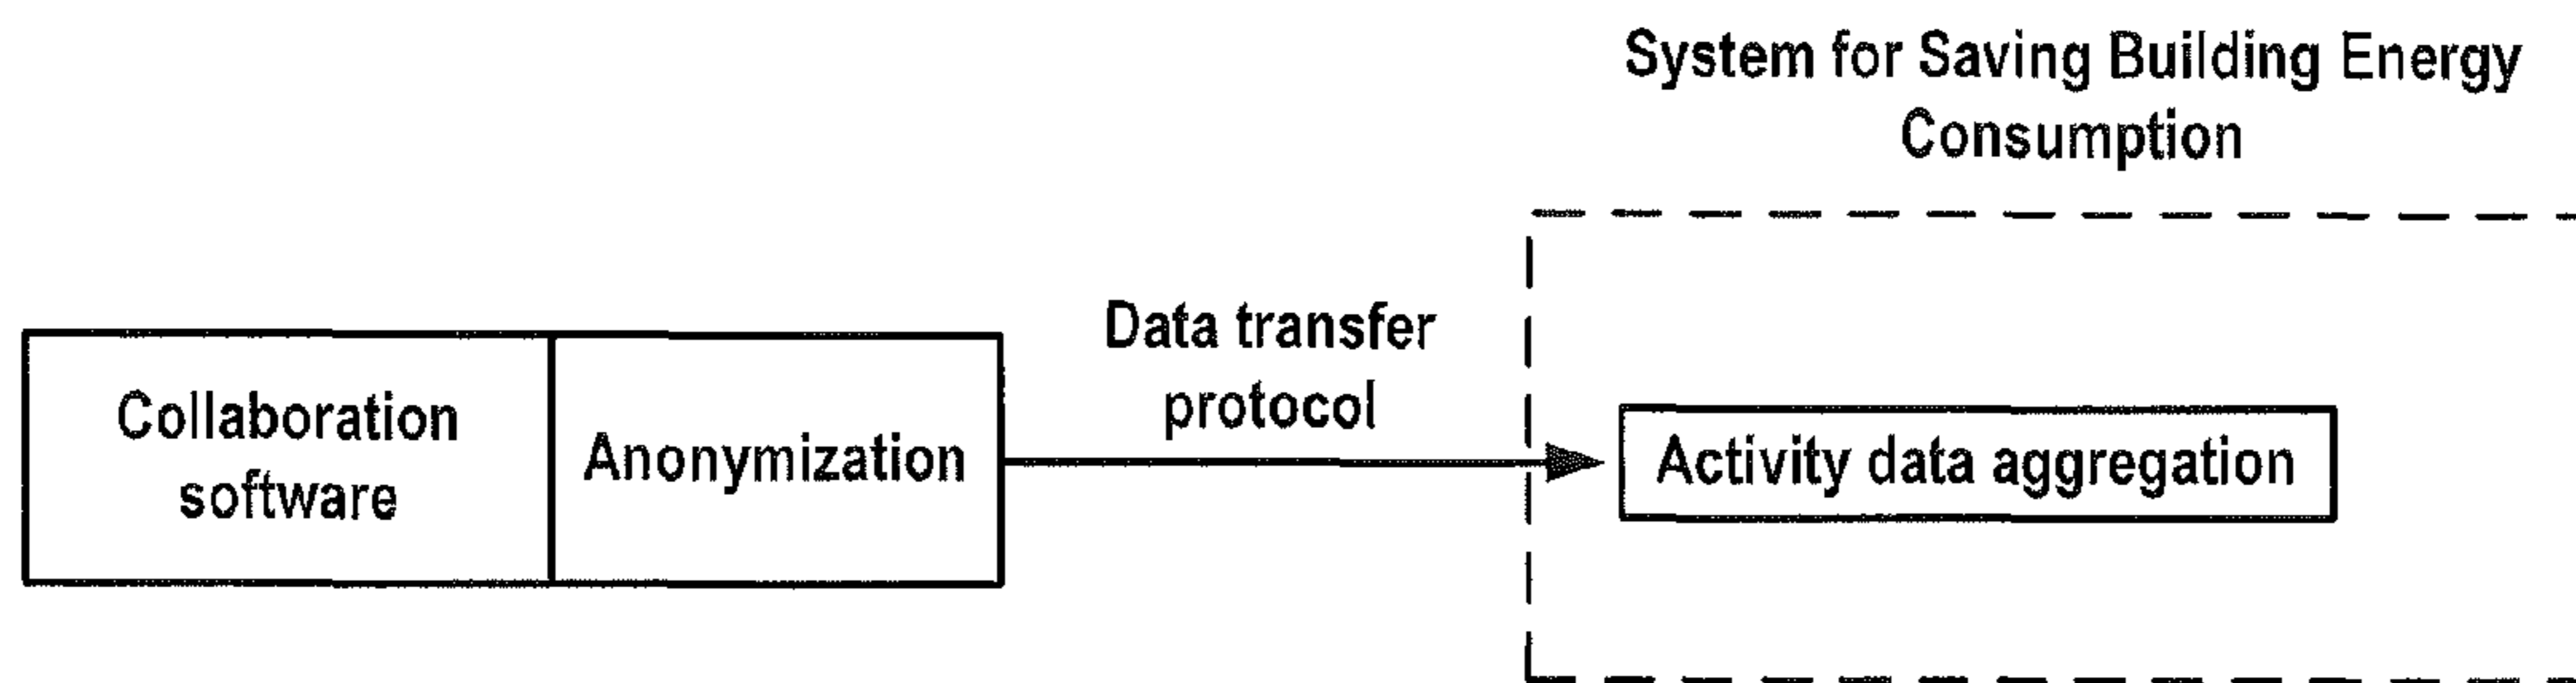 System for Saving Building Energy
Consumption
Data transfer
protocol
Collaboration
software
Anonymization
Activity data aggregation